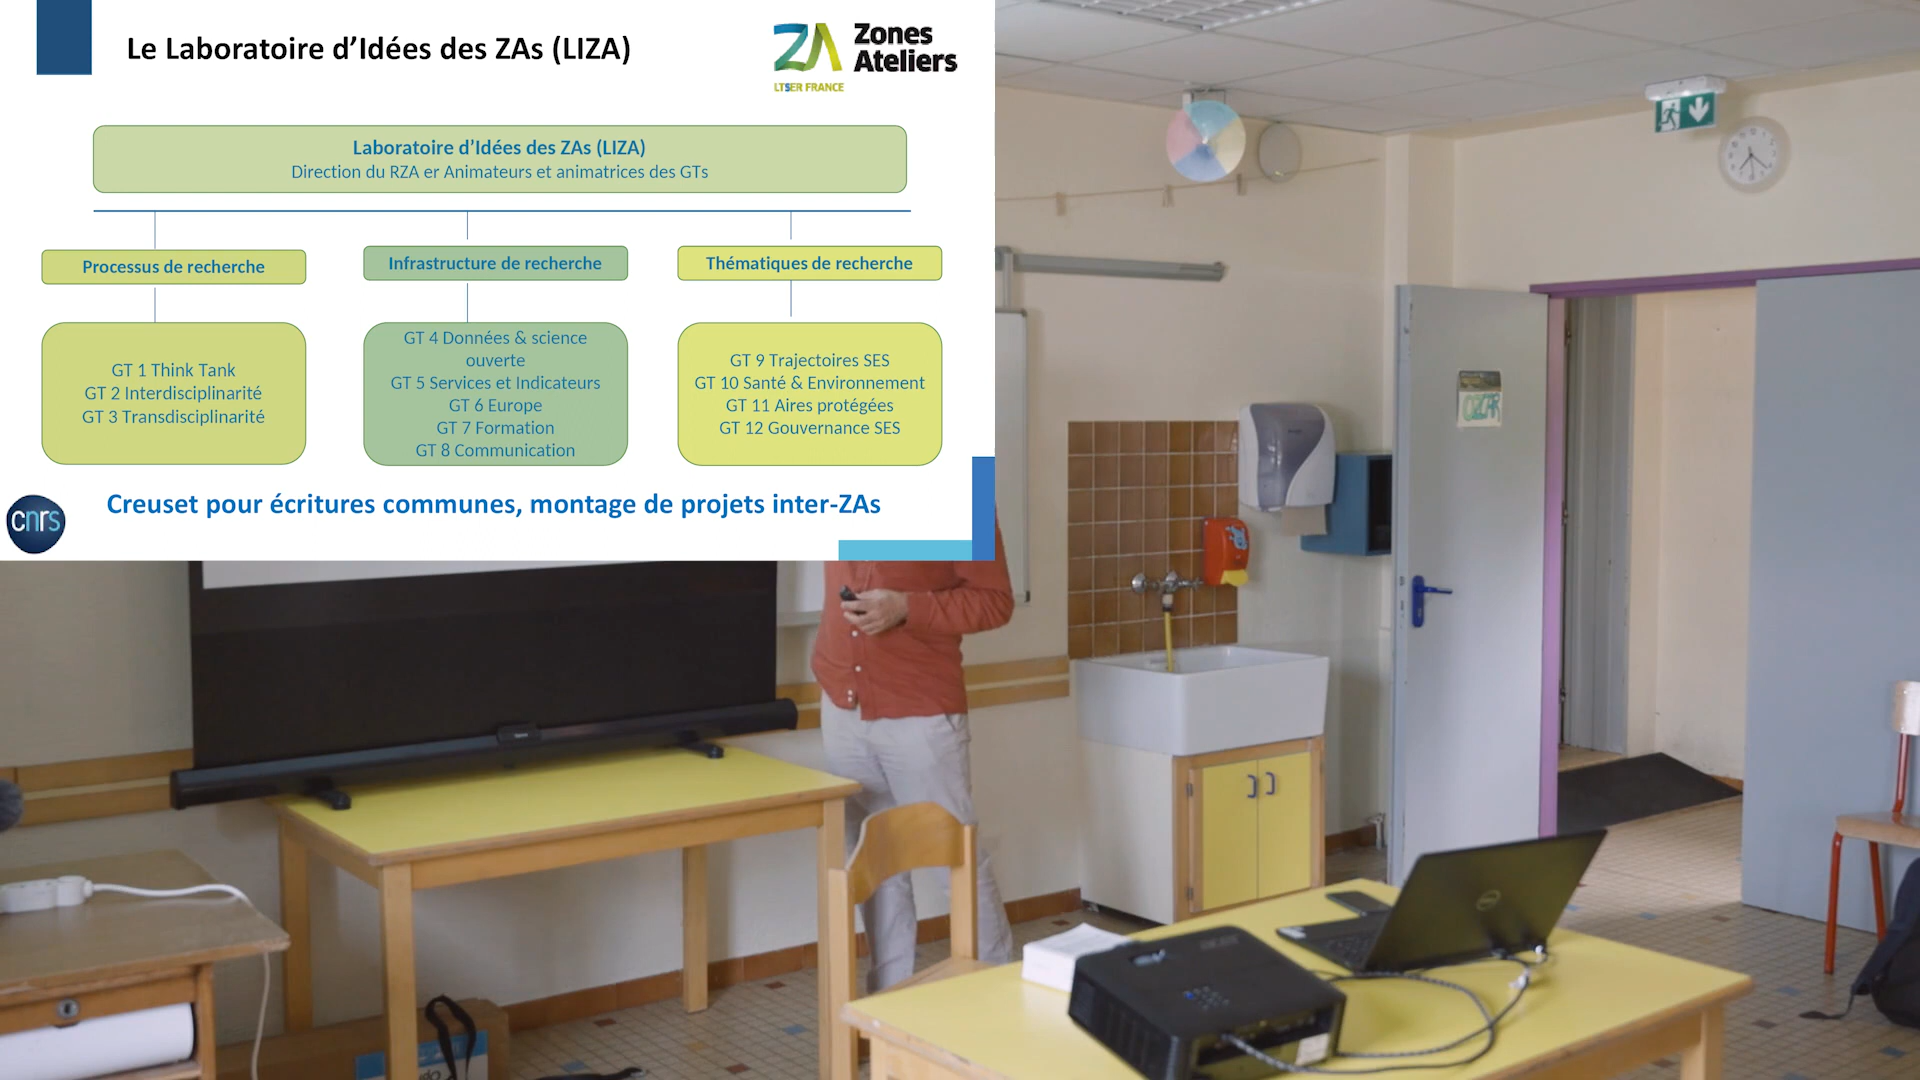 Le Laboratoire d'Idées des ZAs (LIZA)
ZA Zones
Ateliers
LTSER FRANCE
Laboratoire d'Idées des ZAs (LIZA)
Direction du RZA er Animateurs et animatrices des GTs
Processus de recherche
Infrastructure de recherche
Thématiques de recherche
GT 1 Think Tank
GT 2 Interdisciplinarité
GT 3 Transdisciplinarité
GT 4 Données & science
ouverte
GT 5 Services et Indicateurs
GT 6 Europe
GT 7 Formation
GT 8 Communication
GT 9 Trajectoires SES
GT 10 Santé & Environnement
GT 11 Aires protégées
GT 12 Gouvernance SES
Creuset pour écritures communes, montage de projets inter-ZAs
cnrs
OZCAR
DELL
acer